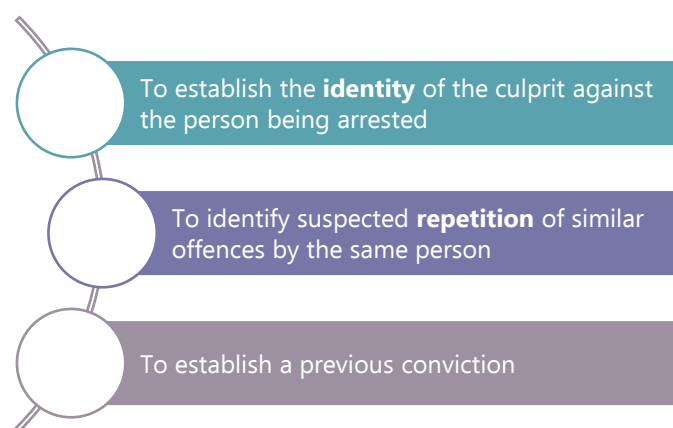 To establish the identity of the culprit against
the person being arrested
To identify suspected repetition of similar
offences by the same person
To establish a previous conviction